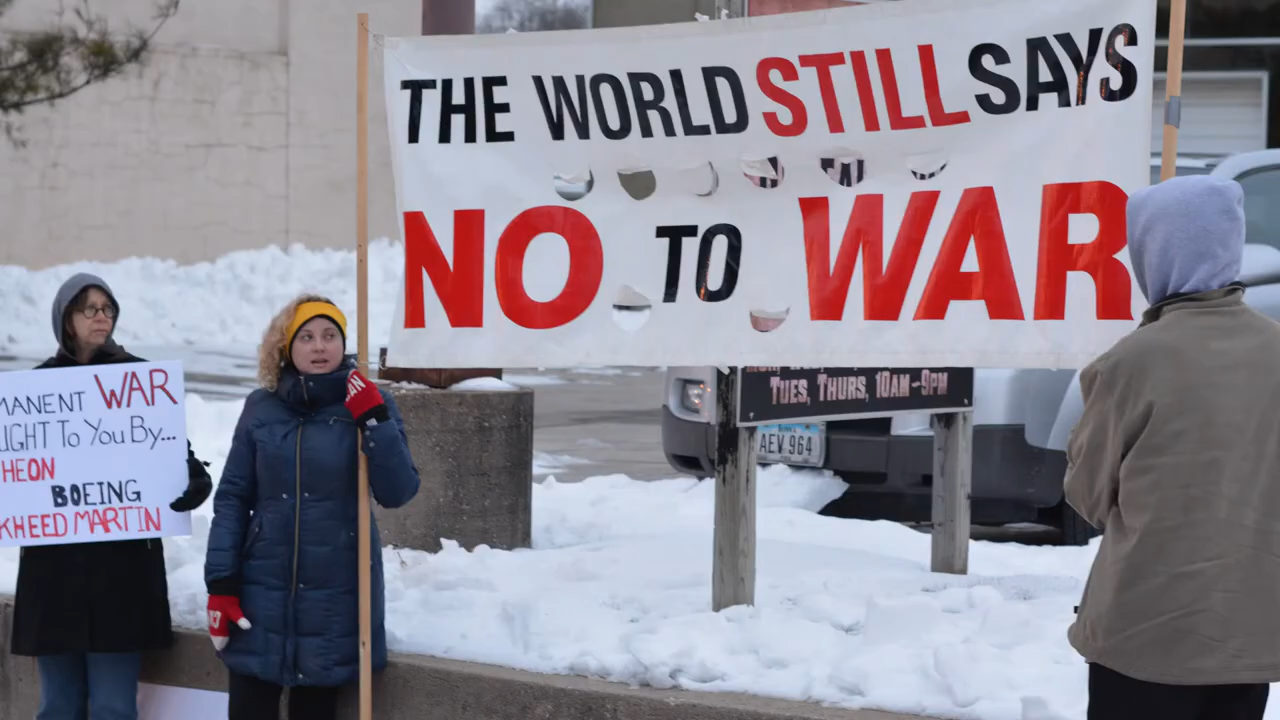 THE WORLD STILL SAYS
NO TO WAR
MANENT WAR
UGHT TO YOU BY...
HEON
BOEING
KHEED MARTIN
TUES, THURS, 10AM-9PM
AEV 964